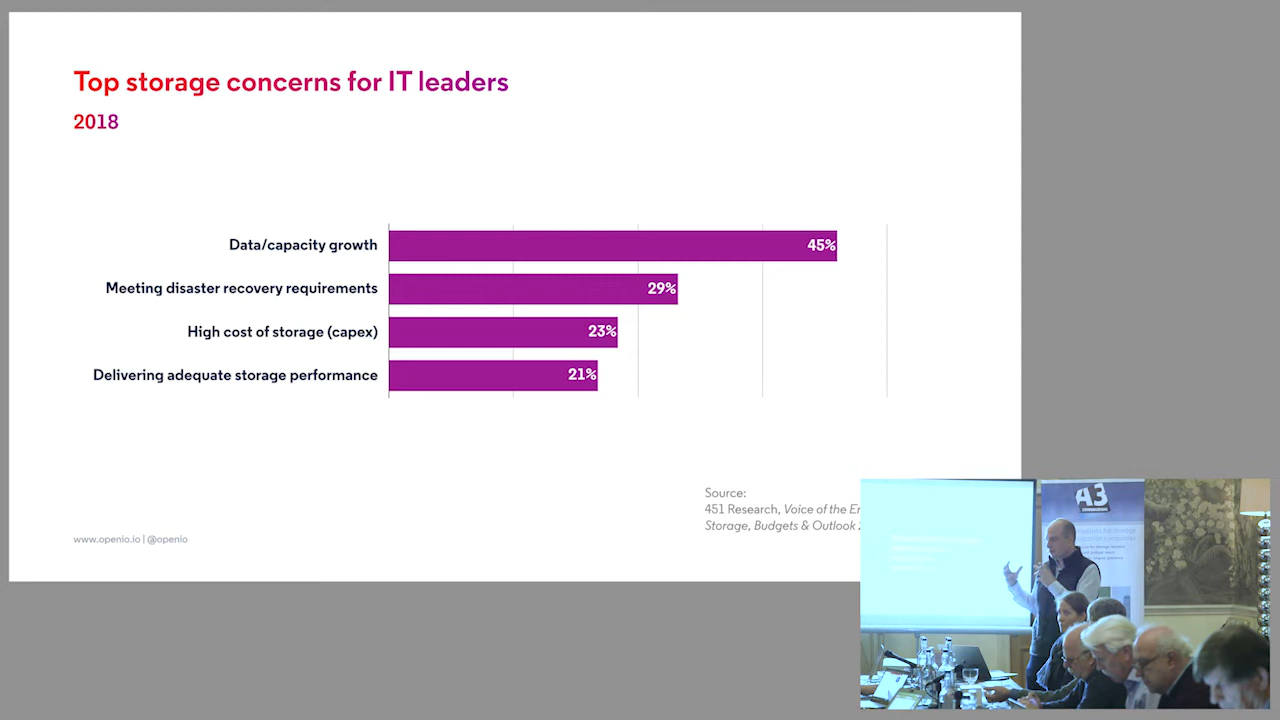 Top storage concerns for IT leaders
2018
Data/capacity growth
45%
Meeting disaster recovery requirements
29%
High cost of storage (capex)
23%
Delivering adequate storage performance
21%
Source:
451 Research, Voice of the
Storage, Budgets & Outlook
www.openio.io | @openio
A3